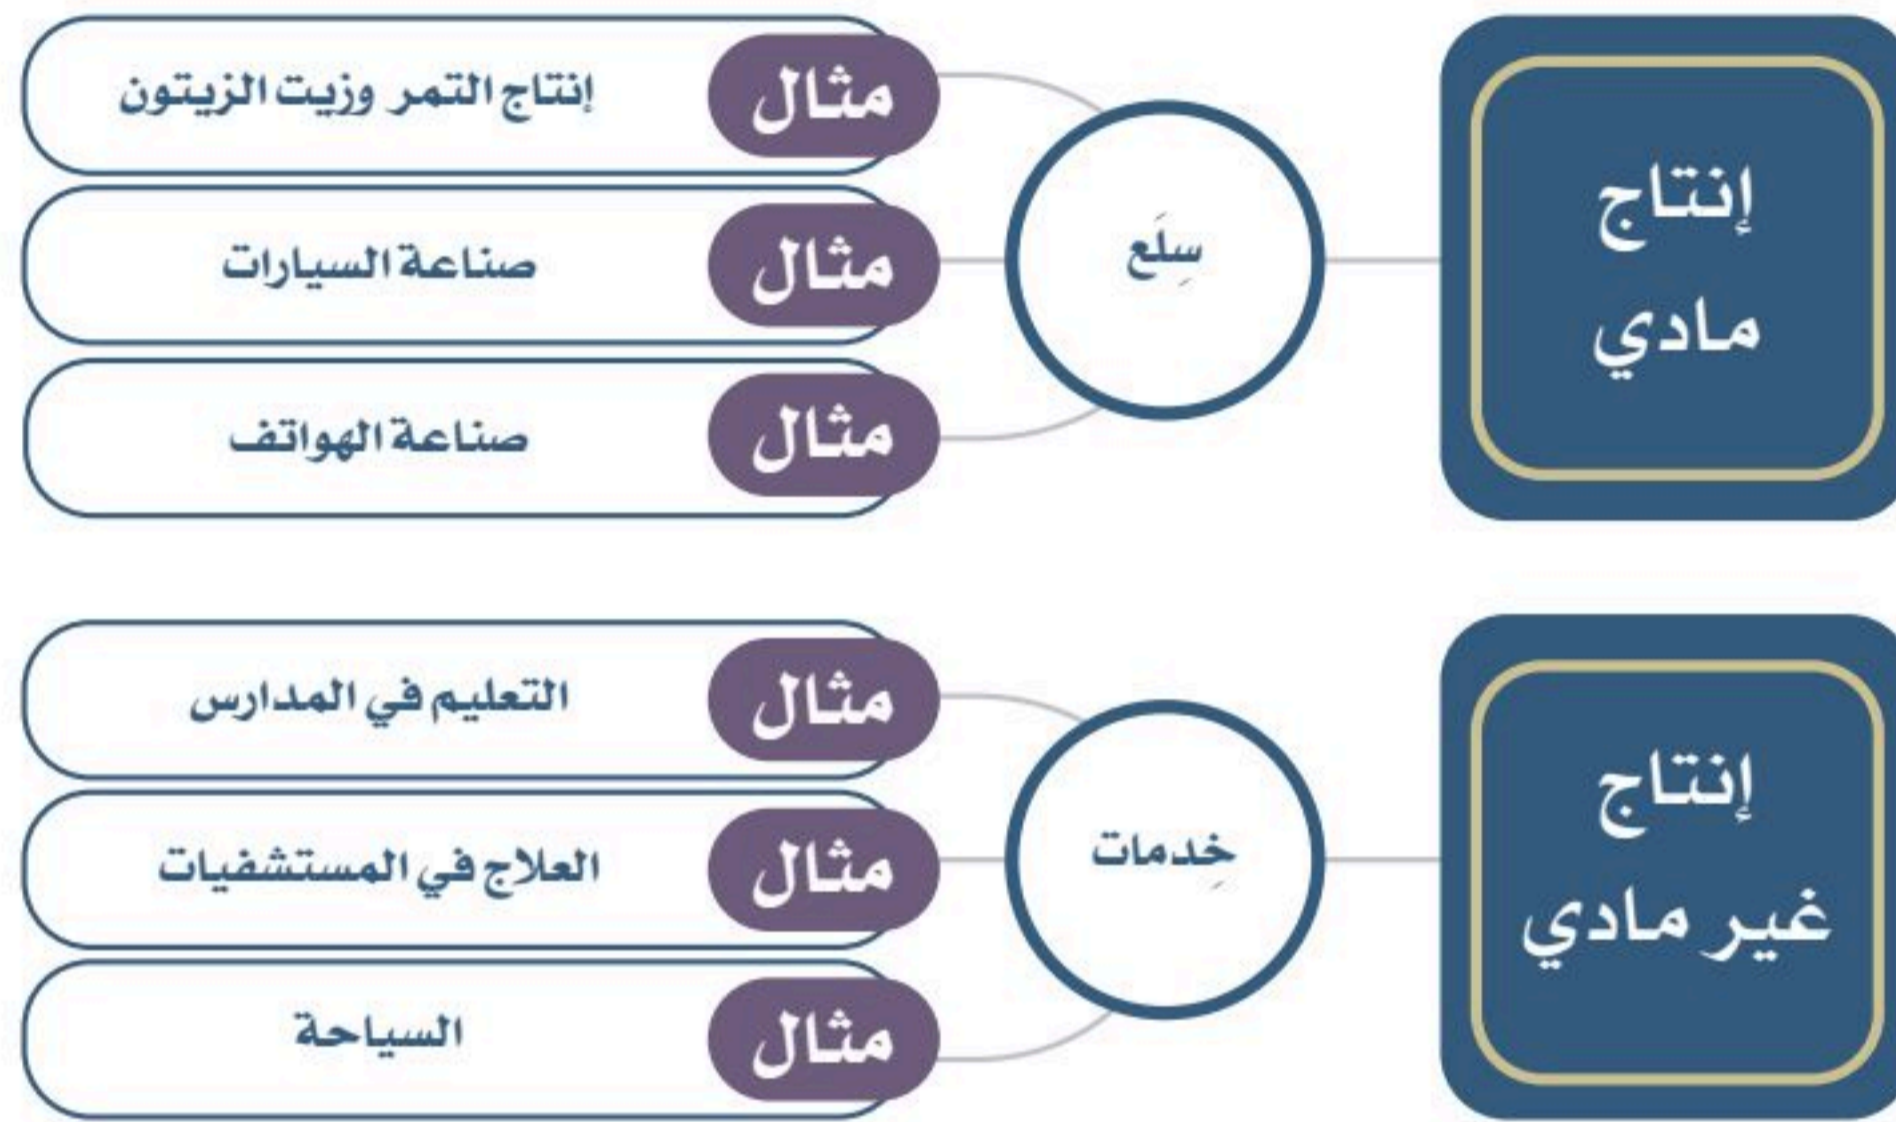 إنتاج
مادي
سِلَع
مثال
إنتاج التمر وزيت الزيتون
مثال
صناعة السيارات
مثال
صناعة الهواتف
إنتاج
غير مادي
خِدمات
مثال
التعليم في المدارس
مثال
العلاج في المستشفيات
مثال
السياحة